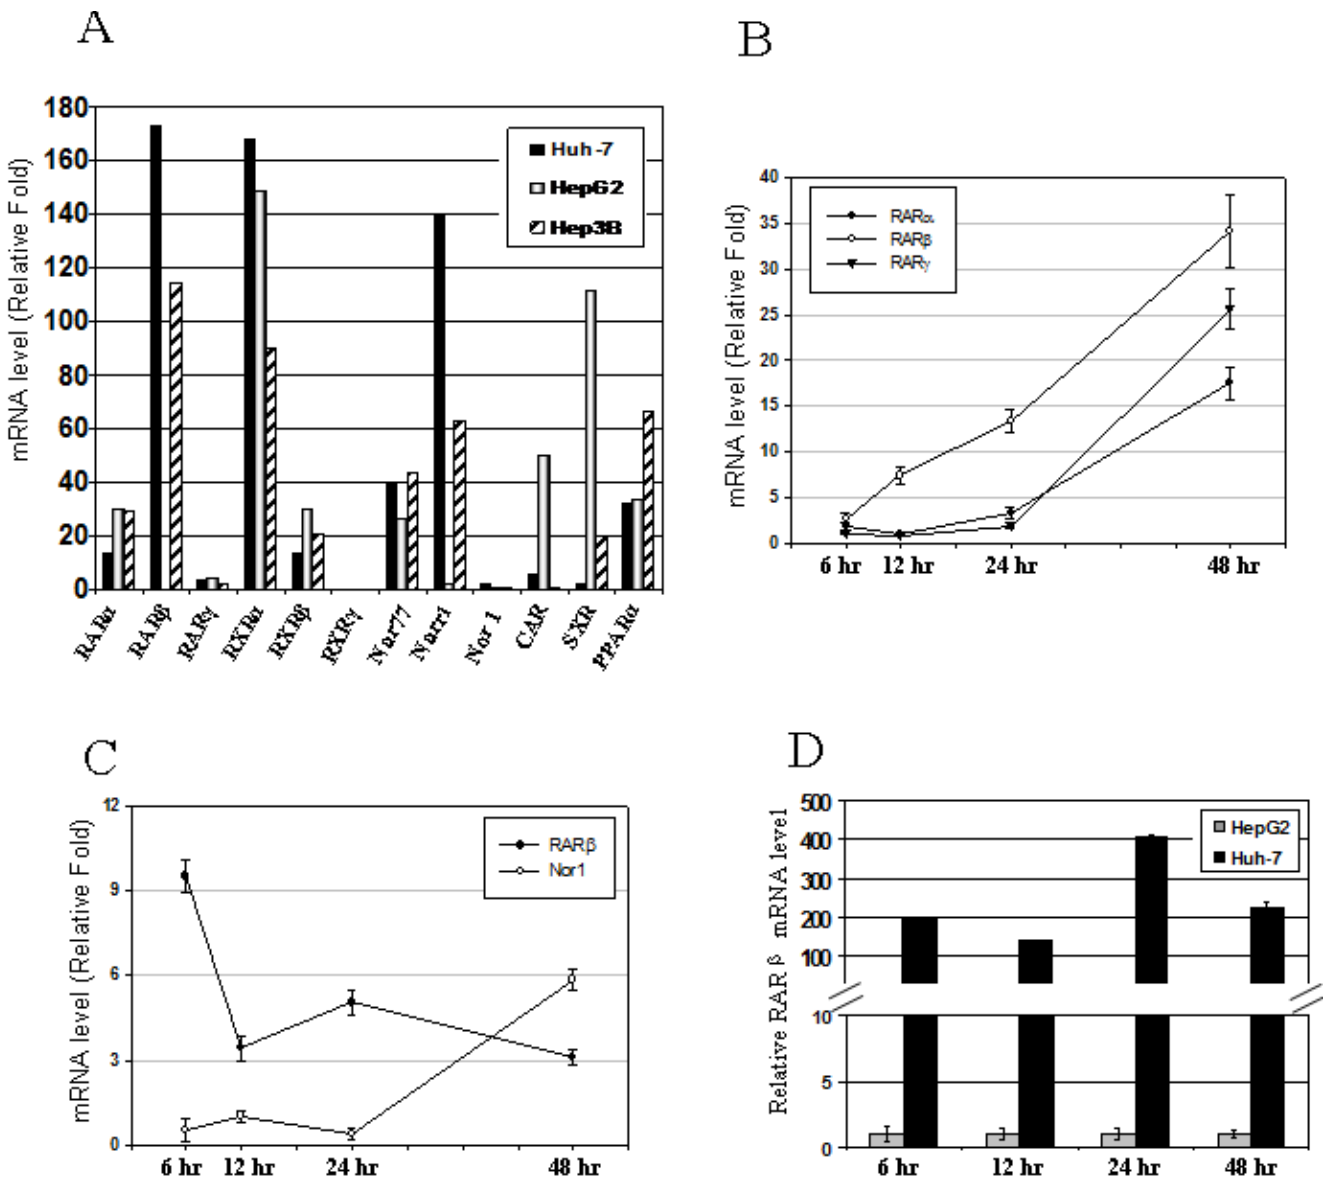 A
mRNA level (Relative Fold)
180
160
140
120
100
80
60
40
20
0
Huh-7
HepG2
Hep3B
RARα
RARβ
RARγ
RXRα
RXRβ
RXRγ
Nur77
Nurr1
Nor 1
CAR
SXR
PPARα
B
mRNA level (Relative Fold)
40
35
30
25
20
15
10
5
0
RARα
RARβ
RARγ
6 hr 12 hr 24 hr 48 hr
C
mRNA level (Relative Fold)
12
9
6
3
0
RARβ
Nor1
6 hr 12 hr 24 hr 48 hr
D
Relative RAR β mRNA level
500
400
300
200
100
10
5
0
HepG2
Huh-7
6 hr 12 hr 24 hr 48 hr